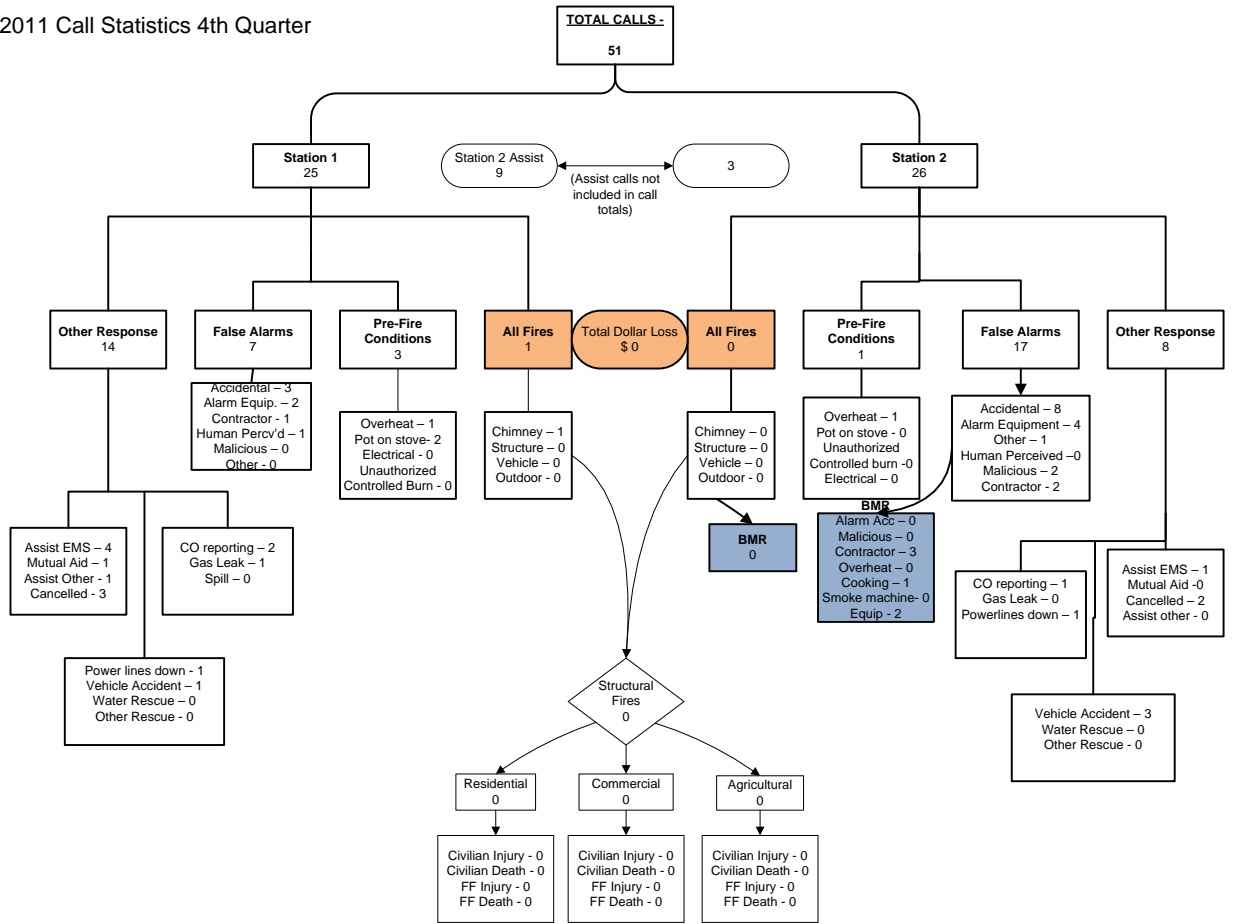 2011 Call Statistics 4th Quarter
TOTAL CALLS -
51
Station 1
25
Station 2 Assist
9
(Assist calls not
included in call
totals)
3
Station 2
26
Other Response
14
False Alarms
7
Pre-Fire
Conditions
3
All Fires
1
Total Dollar Loss
$ 0
All Fires
0
Pre-Fire
Conditions
1
False Alarms
17
Other Response
8
Accidental – 3
Alarm Equip. – 2
Contractor - 1
Human Percv'd – 1
Malicious – 0
Other - 0
Overheat – 1
Pot on stove- 2
Electrical - 0
Unauthorized
Controlled Burn - 0
Chimney – 1
Structure – 0
Vehicle – 0
Outdoor - 0
Chimney – 0
Structure – 0
Vehicle – 0
Outdoor - 0
Overheat – 1
Pot on stove - 0
Unauthorized
Controlled burn -0
Electrical – 0
Accidental – 8
Alarm Equipment – 4
Other – 1
Human Perceived –0
Malicious – 2
Contractor - 2
BMR
0
BMR
Alarm Acc – 0
Malicious – 0
Contractor – 3
Overheat – 0
Cooking – 1
Smoke machine- 0
Equip - 2
Assist EMS – 4
Mutual Aid – 1
Assist Other - 1
Cancelled - 3
CO reporting – 2
Gas Leak – 1
Spill – 0
Power lines down - 1
Vehicle Accident – 1
Water Rescue – 0
Other Rescue - 0
CO reporting – 1
Gas Leak – 0
Powerlines down – 1
Assist EMS – 1
Mutual Aid -0
Cancelled – 2
Assist other - 0
Vehicle Accident – 3
Water Rescue – 0
Other Rescue - 0
Structural
Fires
0
Residential
0
Commercial
0
Agricultural
0
Civilian Injury - 0
Civilian Death - 0
FF Injury - 0
FF Death - 0
Civilian Injury - 0
Civilian Death - 0
FF Injury - 0
FF Death - 0
Civilian Injury - 0
Civilian Death - 0
FF Injury - 0
FF Death - 0